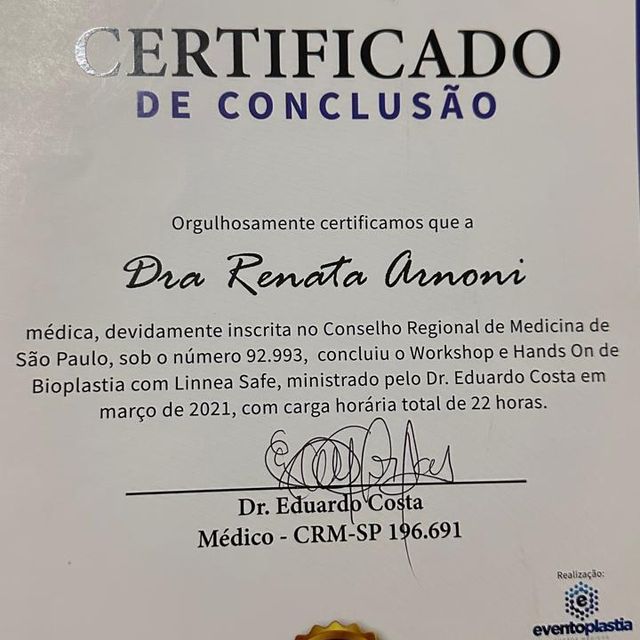 CERTIFICADO
DE CONCLUSÃO
Orgulhosamente certificamos que a
Dra Renata Arnoni
médica, devidamente inscrita no Conselho Regional de Medicina de
São Paulo, sob o número 92.993, concluiu o Workshop e Hands On de
Bioplastia com Linnea Safe, ministrado pelo Dr. Eduardo Costa em
março de 2021, com carga horária total de 22 horas.
Dr. Eduardo Costa
Médico - CRM-SP 196.691
Realização:
e
eventoplastia